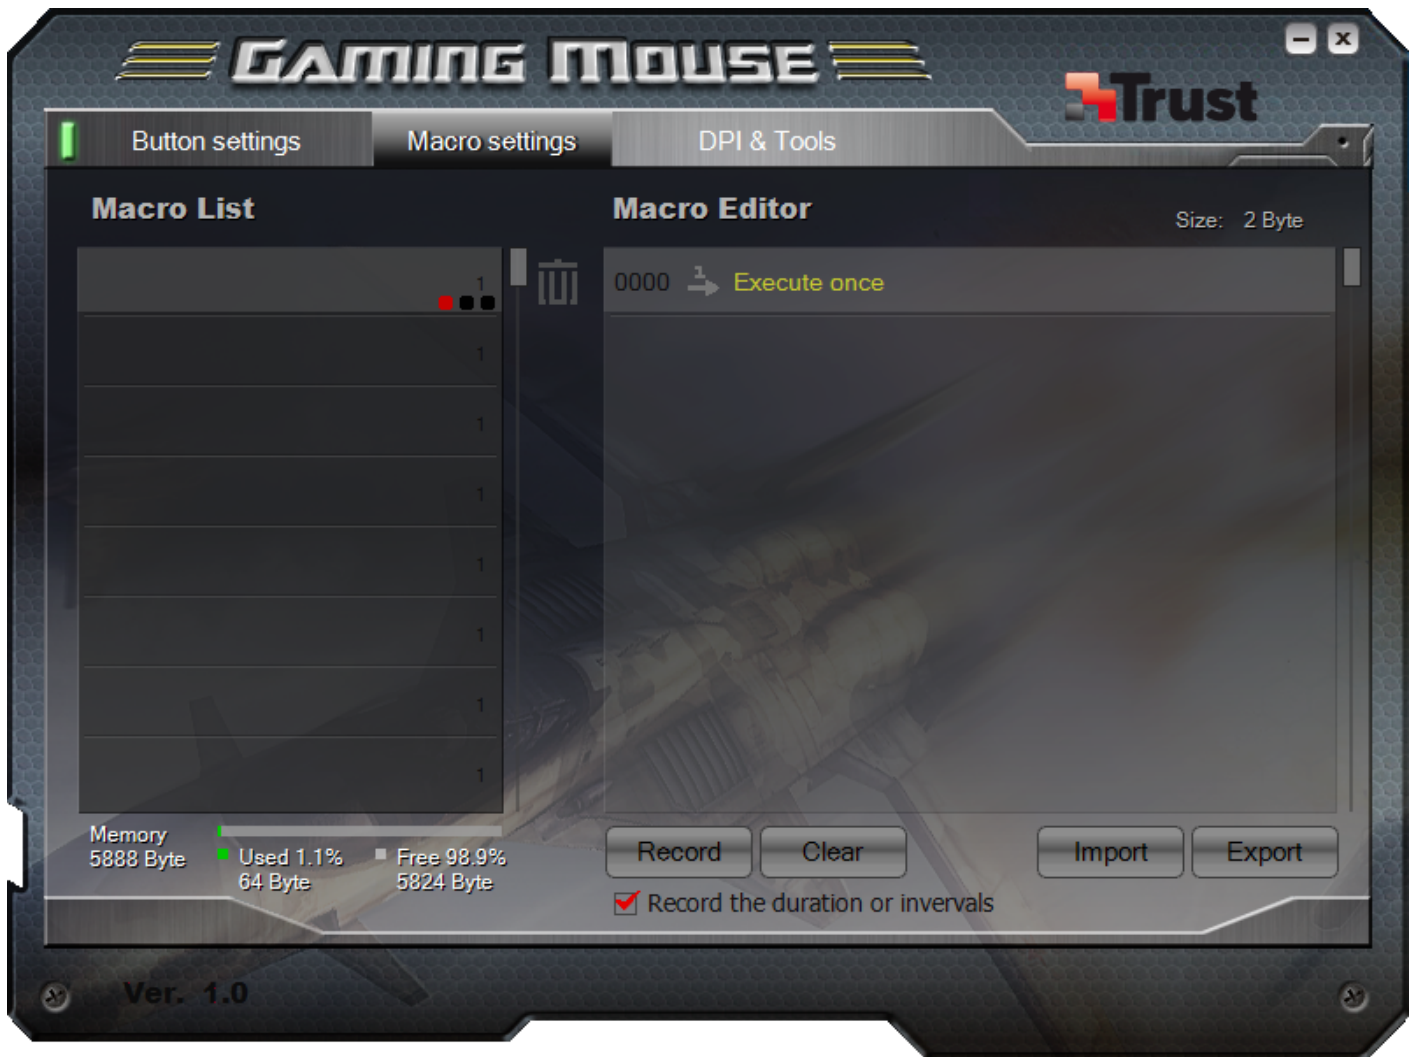 GAMING MOUSE
Trust
Button settings
Macro settings
DPI & Tools
Macro List
Macro Editor
Size: 2 Byte
1
0000 1 Execute once
1
1
1
1
1
1
1
Memory
5888 Byte
Used 1.1%
64 Byte
Free 98.9%
5824 Byte
Record
Clear
Import
Export
Record the duration or invervals
Ver. 1.0